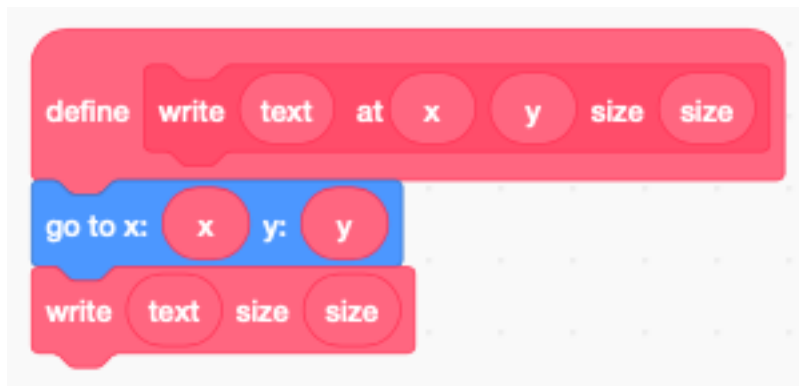 define write text at x y size size
go to x: x y: y
write text size size